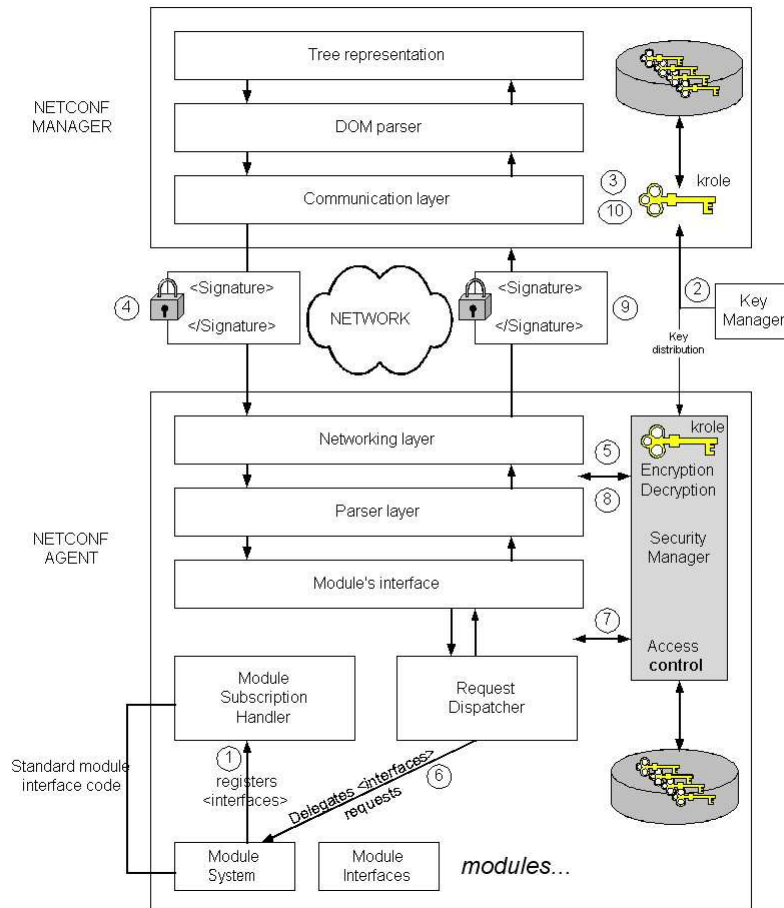 Tree representation
NETCONF
MANAGER
DOM parser
Communication layer
3
10
krole
4
<Signature>
</Signature>
NETWORK
<Signature>
</Signature>
9
2
Key
Manager
Key
distribution
Networking layer
krole
5
8
Encryption
Decryption
Parser layer
NETCONF
AGENT
Security
Manager
Module's interface
7
Access
control
Module
Subscription
Handler
Request
Dispatcher
Standard module
interface code
1
registers
<interfaces>
Delegates <interfaces>
requests
6
Module
System
Module
Interfaces
modules...